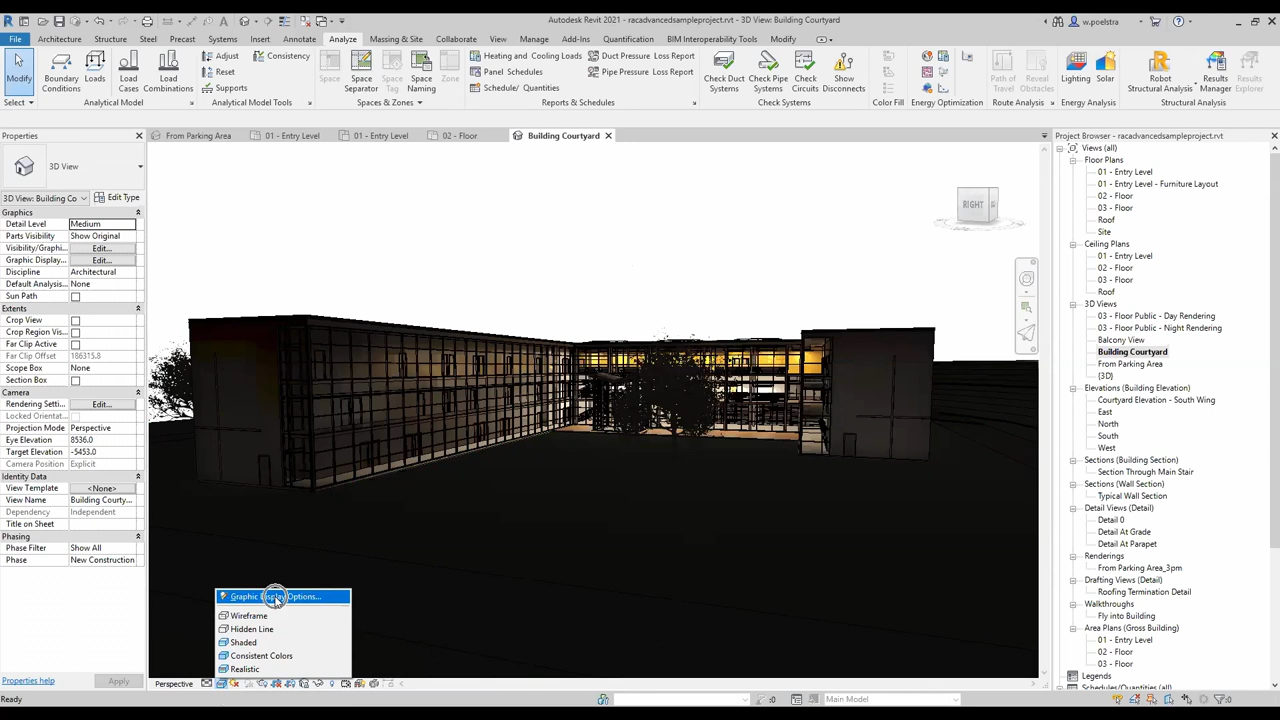 Autodesk Revit 2021 - racadvancedsampleproject.rvt - 3D View: Building Courtyard
w.poelstra
File Architecture Structure Steel Precast Systems Insert Annotate Analyze Massing & Site Collaborate View Manage Add-Ins Quantification BIM Interoperability Tools Modify
Modify
Select
Boundary Conditions
Loads
Load Cases
Load Combinations
Analytical Model
Adjust
Reset
Supports
Consistency
Analytical Model Tools
Space
Space Separator
Space Tag
Space Naming
Zone
Spaces & Zones
Heating and Cooling Loads
Panel Schedules
Schedule/ Quantities
Duct Pressure Loss Report
Pipe Pressure Loss Report
Reports & Schedules
Check Duct Systems
Check Pipe Systems
Check Circuits
Show Disconnects
Check Systems
Color Fill
Energy Optimization
Path of Travel
Reveal Obstacles
Route Analysis
Lighting
Solar
Energy Analysis
Robot Structural Analysis
Results Manager
Results Explorer
Structural Analysis
Properties
3D View
3D View: Building Co
Edit Type
Graphics
Detail Level Medium
Parts Visibility Show Original
Visibility/Graphi... Edit...
Graphic Display... Edit...
Discipline Architectural
Default Analysis... None
Sun Path
Extents
Crop View
Crop Region Vis...
Far Clip Active
Far Clip Offset 186315.8
Scope Box None
Section Box
Camera
Rendering Setti... Edit...
Locked Orientat...
Projection Mode Perspective
Eye Elevation 8536.0
Target Elevation -5453.0
Camera Position Explicit
Identity Data
View Template <None>
View Name Building Courty...
Dependency Independent
Title on Sheet
Phasing
Phase Filter Show All
Phase New Construction
Properties help
Apply
From Parking Area
01 - Entry Level
01 - Entry Level
02 - Floor
Building Courtyard
RIGHT
Graphic Display Options...
Wireframe
Hidden Line
Shaded
Consistent Colors
Realistic
Perspective
Project Browser - racadvancedsampleproject.rvt
Views (all)
Floor Plans
01 - Entry Level
01 - Entry Level - Furniture Layout
02 - Floor
03 - Floor
Roof
Site
Ceiling Plans
01 - Entry Level
02 - Floor
03 - Floor
Roof
3D Views
03 - Floor Public - Day Rendering
03 - Floor Public - Night Rendering
Balcony View
Building Courtyard
From Parking Area
{3D}
Elevations (Building Elevation)
Courtyard Elevation - South Wing
East
North
South
West
Sections (Building Section)
Section Through Main Stair
Sections (Wall Section)
Typical Wall Section
Detail Views (Detail)
Detail 0
Detail At Grade
Detail At Parapet
Renderings
From Parking Area_3pm
Drafting Views (Detail)
Roofing Termination Detail
Walkthroughs
Fly into Building
Area Plans (Gross Building)
01 - Entry Level
02 - Floor
03 - Floor
Legends
Schedules/Quantities (all)
Ready
:0
Main Model
:0